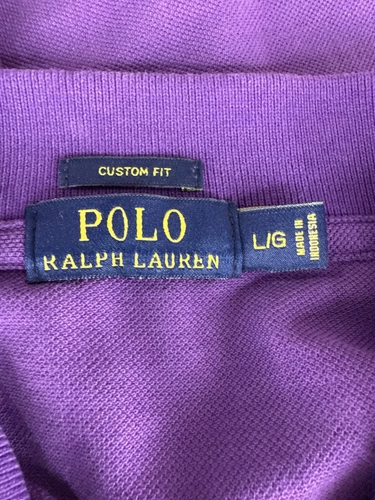 CUSTOM FIT
POLO
RALPH LAUREN
L/G
MADE IN
INDONESIA